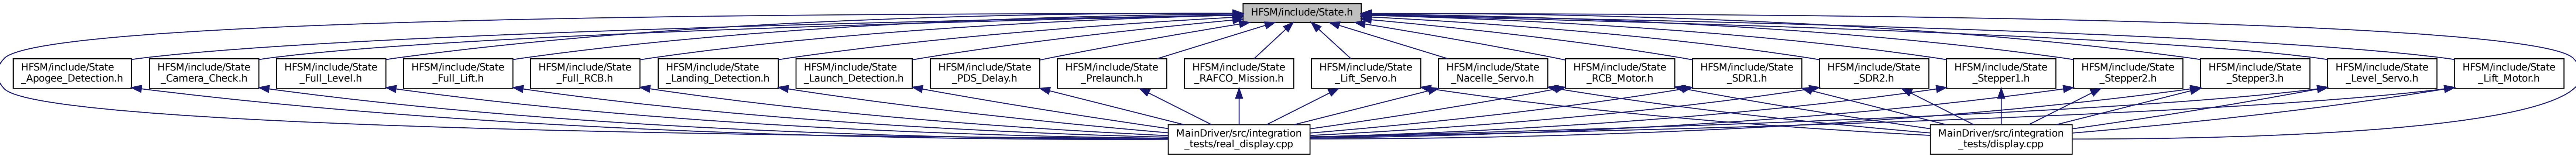 HFSM/include/State.h
HFSM/include/State
_Apogee_Detection.h
HFSM/include/State
_Camera_Check.h
HFSM/include/State
_Full_Level.h
HFSM/include/State
_Full_Lift.h
HFSM/include/State
_Full_RCB.h
HFSM/include/State
_Landing_Detection.h
HFSM/include/State
_Launch_Detection.h
HFSM/include/State
_PDS_Delay.h
HFSM/include/State
_Prelaunch.h
HFSM/include/State
_RAFCO_Mission.h
HFSM/include/State
_Lift_Servo.h
HFSM/include/State
_Nacelle_Servo.h
HFSM/include/State
_RCB_Motor.h
HFSM/include/State
_SDR1.h
HFSM/include/State
_SDR2.h
HFSM/include/State
_Stepper1.h
HFSM/include/State
_Stepper2.h
HFSM/include/State
_Stepper3.h
HFSM/include/State
_Level_Servo.h
HFSM/include/State
_Lift_Motor.h
MainDriver/src/integration
_tests/real_display.cpp
MainDriver/src/integration
_tests/display.cpp